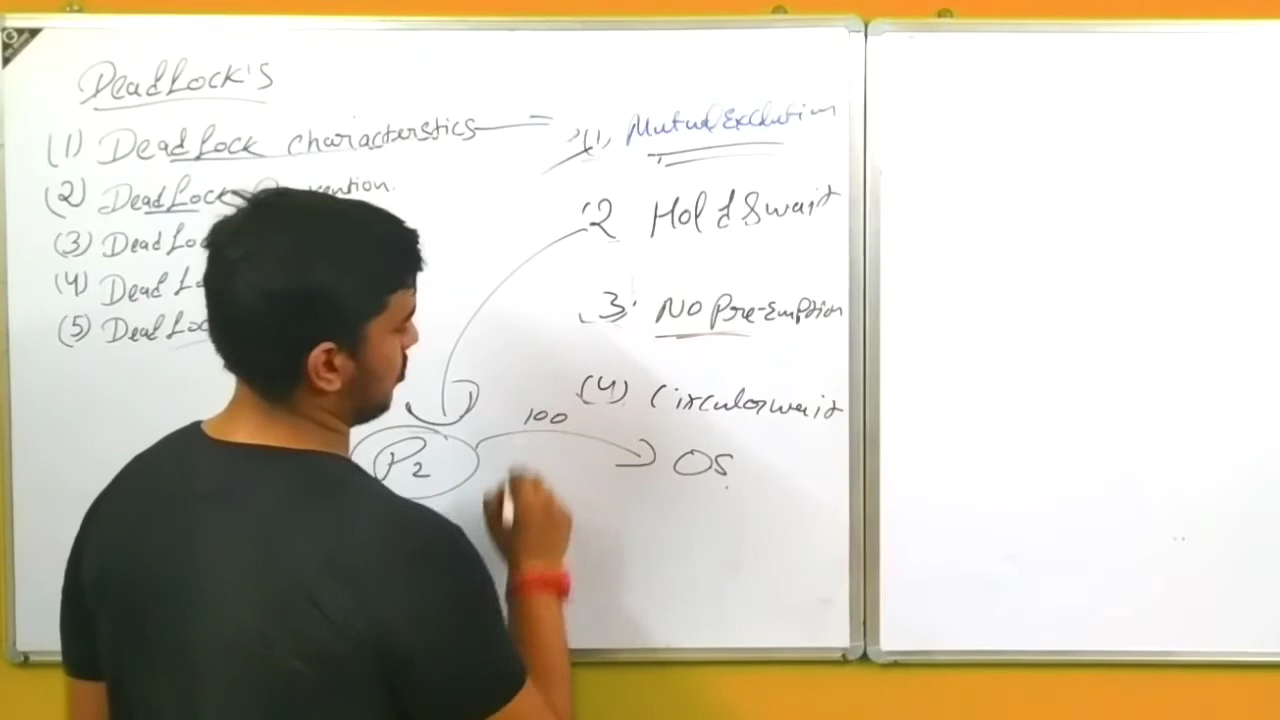 DeadLock's
(1) DeadLock characterstics
(2) DeadLock
(3) DeadLoc
(4) DeadL
(5) DeadLoc
(1) Mutual Exclution
(2 Hold & wait
(3. No Pre-Emption
(4) Circularwait
100
P2
OS